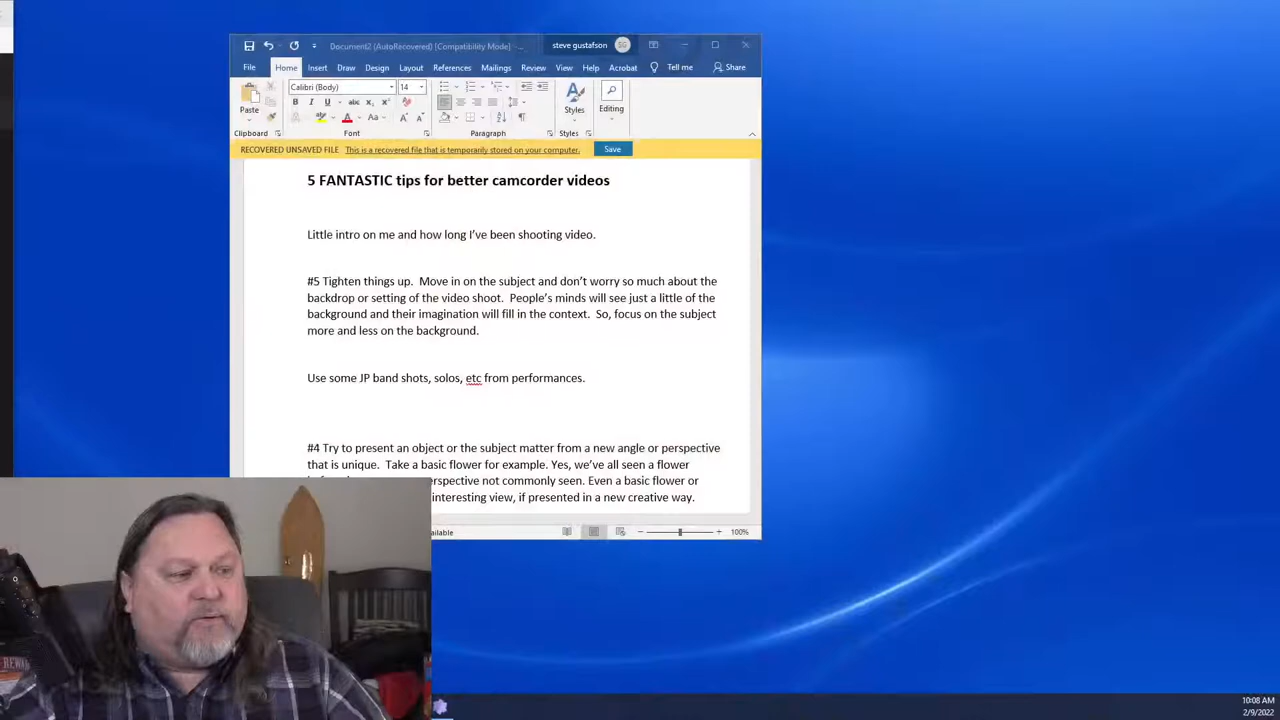 Document2 (AutoRecovered) [Compatibility Mode] - ...
steve gustafson
SG
File Home Insert Draw Design Layout References Mailings Review View Help Acrobat Tell me Share
Calibri (Body) 14
Paste
Styles
Editing
B I U abc x₂ x²
A Aa A A
Clipboard Font Paragraph Styles
RECOVERED UNSAVED FILE This is a recovered file that is temporarily stored on your computer. Save
5 FANTASTIC tips for better camcorder videos
Little intro on me and how long I've been shooting video.
#5 Tighten things up. Move in on the subject and don't worry so much about the
backdrop or setting of the video shoot. People's minds will see just a little of the
background and their imagination will fill in the context. So, focus on the subject
more and less on the background.
Use some JP band shots, solos, etc from performances.
#4 Try to present an object or the subject matter from a new angle or perspective
that is unique. Take a basic flower for example. Yes, we've all seen a flower
erspective not commonly seen. Even a basic flower or
interesting view, if presented in a new creative way.
ailable
100%
10:08 AM
2/9/2022